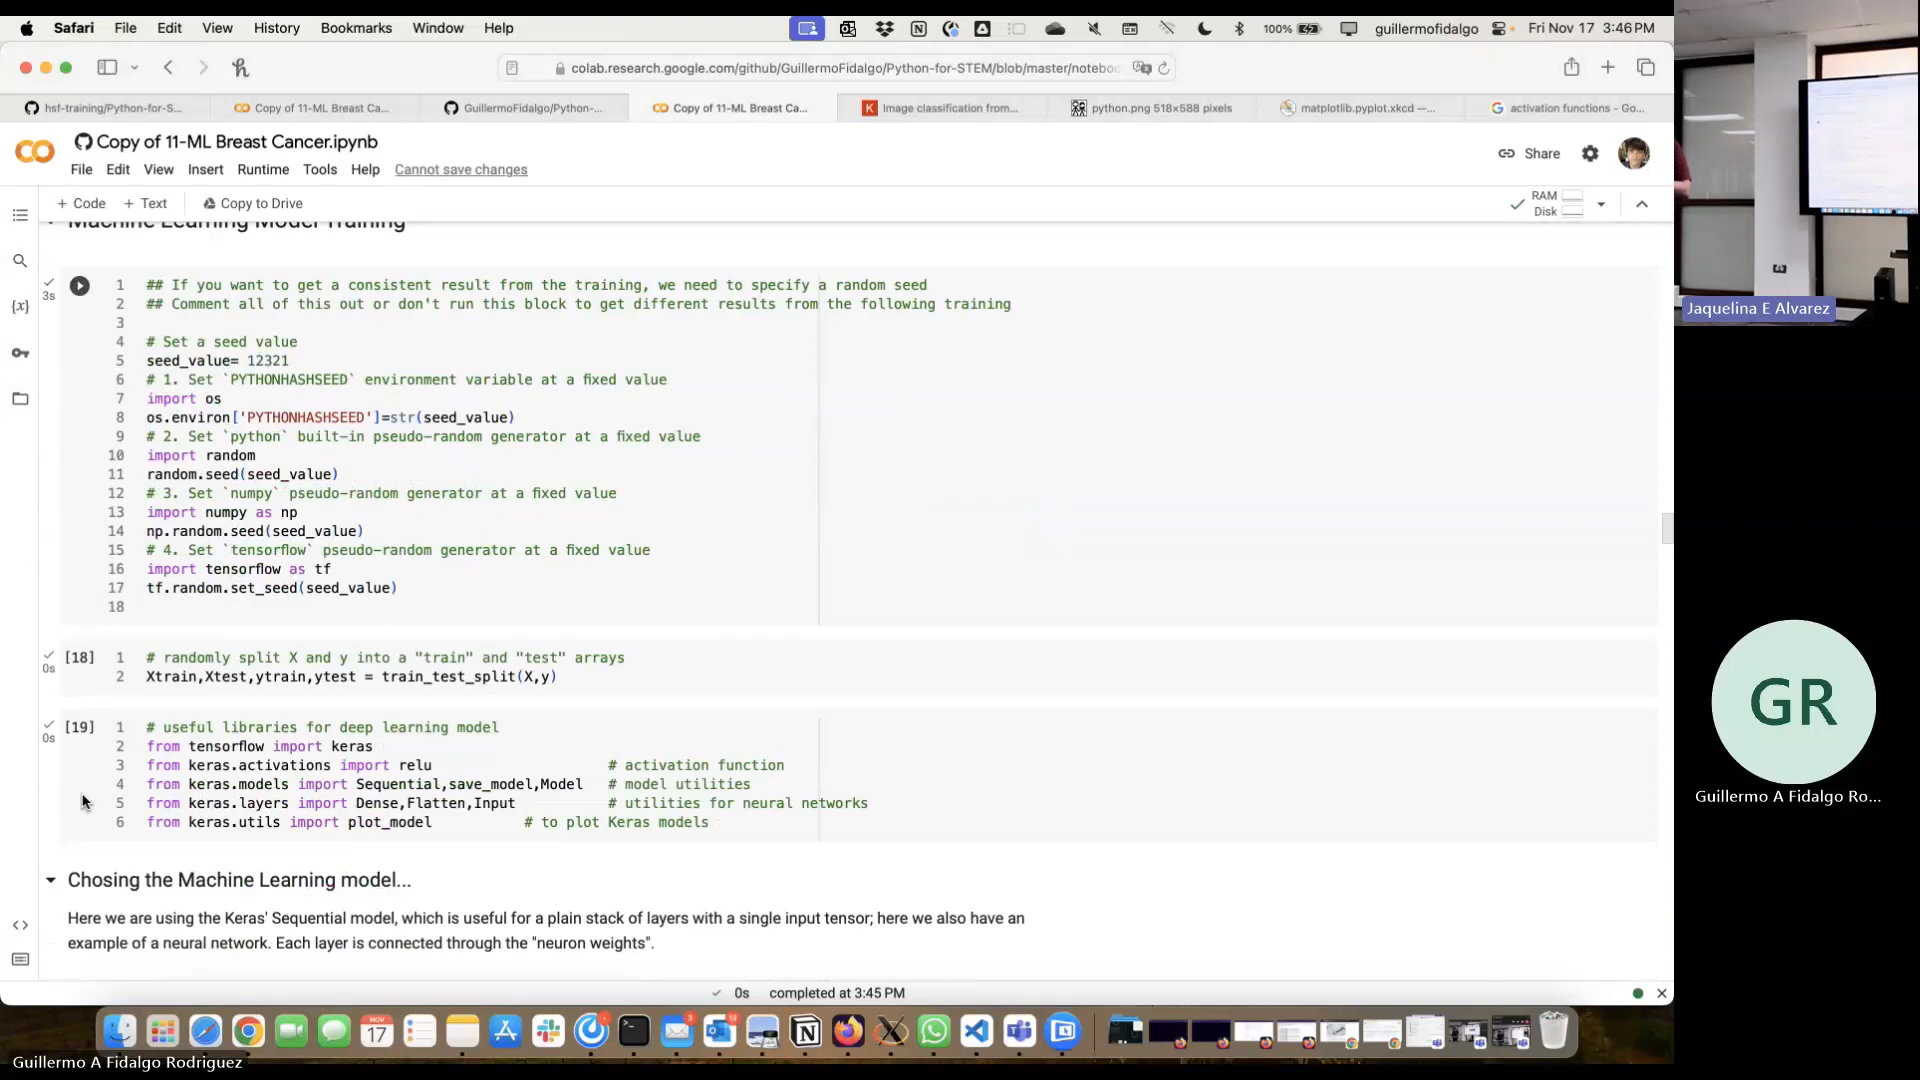 Safari File Edit View History Bookmarks Window Help 100% guillermofidalgo Fri Nov 17 3:46 PM
colab.research.google.com/github/GuillermoFidalgo/Python-for-STEM/blob/master/notebo
hsf-training/Python-for-S... Copy of 11-ML Breast Ca... GuillermoFidalgo/Python-... Copy of 11-ML Breast Ca... Image classification from... python.png 518×588 pixels matplotlib.pyplot.xkcd —... activation functions - Go...
Copy of 11-ML Breast Cancer.ipynb
File Edit View Insert Runtime Tools Help Cannot save changes
Share
+ Code + Text Copy to Drive
RAM
Disk
Machine Learning Model Training
3s
1 ## If you want to get a consistent result from the training, we need to specify a random seed
2 ## Comment all of this out or don't run this block to get different results from the following training
3
4 # Set a seed value
5 seed_value= 12321
6 # 1. Set `PYTHONHASHSEED` environment variable at a fixed value
7 import os
8 os.environ['PYTHONHASHSEED']=str(seed_value)
9 # 2. Set `python` built-in pseudo-random generator at a fixed value
10 import random
11 random.seed(seed_value)
12 # 3. Set `numpy` pseudo-random generator at a fixed value
13 import numpy as np
14 np.random.seed(seed_value)
15 # 4. Set `tensorflow` pseudo-random generator at a fixed value
16 import tensorflow as tf
17 tf.random.set_seed(seed_value)
18
0s
[18] 1 # randomly split X and y into a "train" and "test" arrays
2 Xtrain,Xtest,ytrain,ytest = train_test_split(X,y)
0s
[19] 1 # useful libraries for deep learning model
2 from tensorflow import keras
3 from keras.activations import relu # activation function
4 from keras.models import Sequential,save_model,Model # model utilities
5 from keras.layers import Dense,Flatten,Input # utilities for neural networks
6 from keras.utils import plot_model # to plot Keras models
Chosing the Machine Learning model...
Here we are using the Keras' Sequential model, which is useful for a plain stack of layers with a single input tensor; here we also have an
example of a neural network. Each layer is connected through the "neuron weights".
0s completed at 3:45 PM
NOV
17
Guillermo A Fidalgo Rodriguez
Jaquelina E Alvarez
GR
Guillermo A Fidalgo Ro...